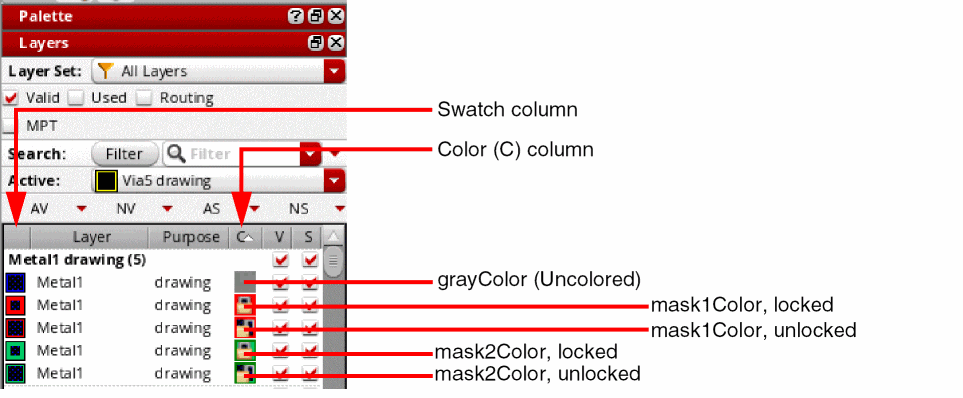 Palette
Layers
Layer Set: All Layers
Valid Used Routing
Swatch column
MPT
Search: Filter Filter
Color (C) column
Active: Via5 drawing
AV NV AS NS
Layer Purpose C V S
Metal1 drawing (5)
Metal1 drawing
grayColor (Uncolored)
Metal1 drawing
mask1Color, locked
Metal1 drawing
mask1Color, unlocked
Metal1 drawing
mask2Color, locked
Metal1 drawing
mask2Color, unlocked